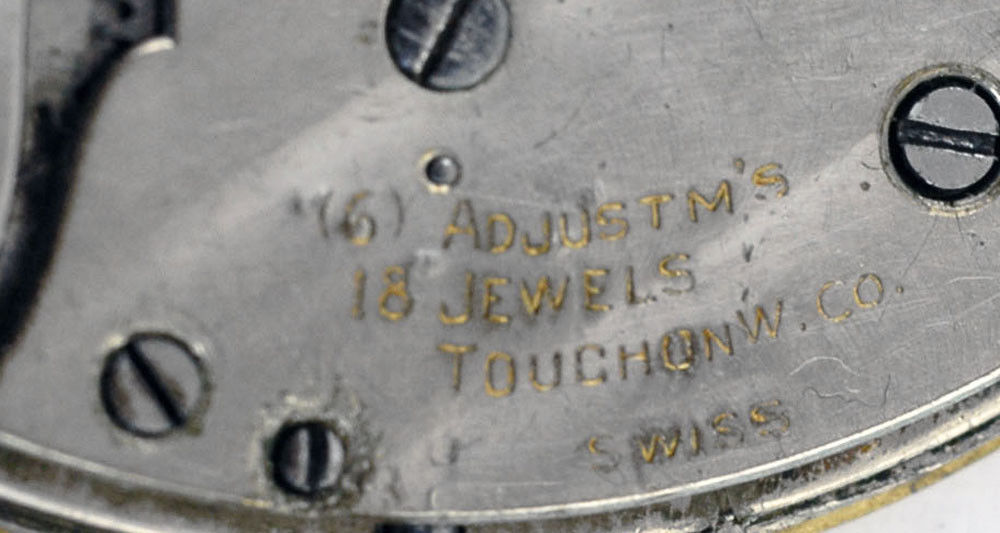 (6) ADJUSTM'S
18 JEWELS
TOUCHON W. CO.
SWISS